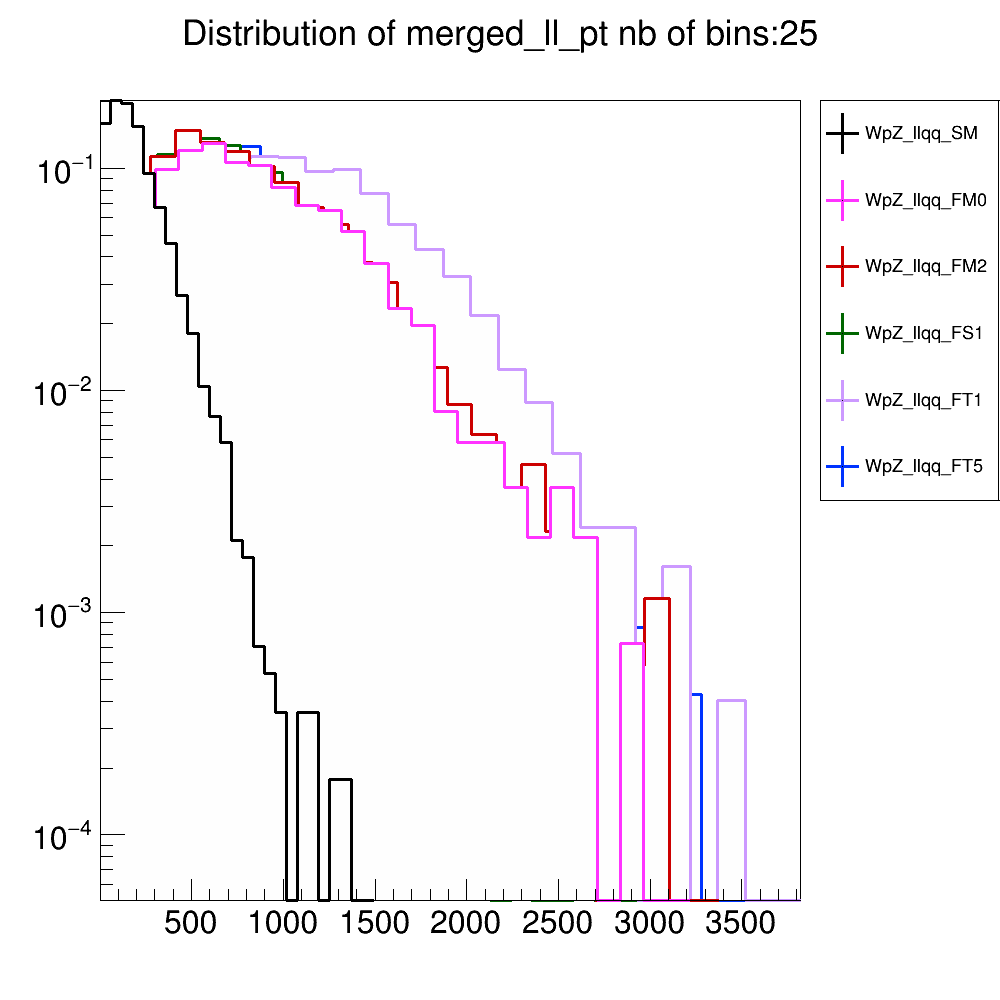 Distribution of merged_ll_pt nb of bins:25
10⁻¹
10⁻²
10⁻³
10⁻⁴
500 1000 1500 2000 2500 3000 3500
WpZ_llqq_SM
WpZ_llqq_FM0
WpZ_llqq_FM2
WpZ_llqq_FS1
WpZ_llqq_FT1
WpZ_llqq_FT5